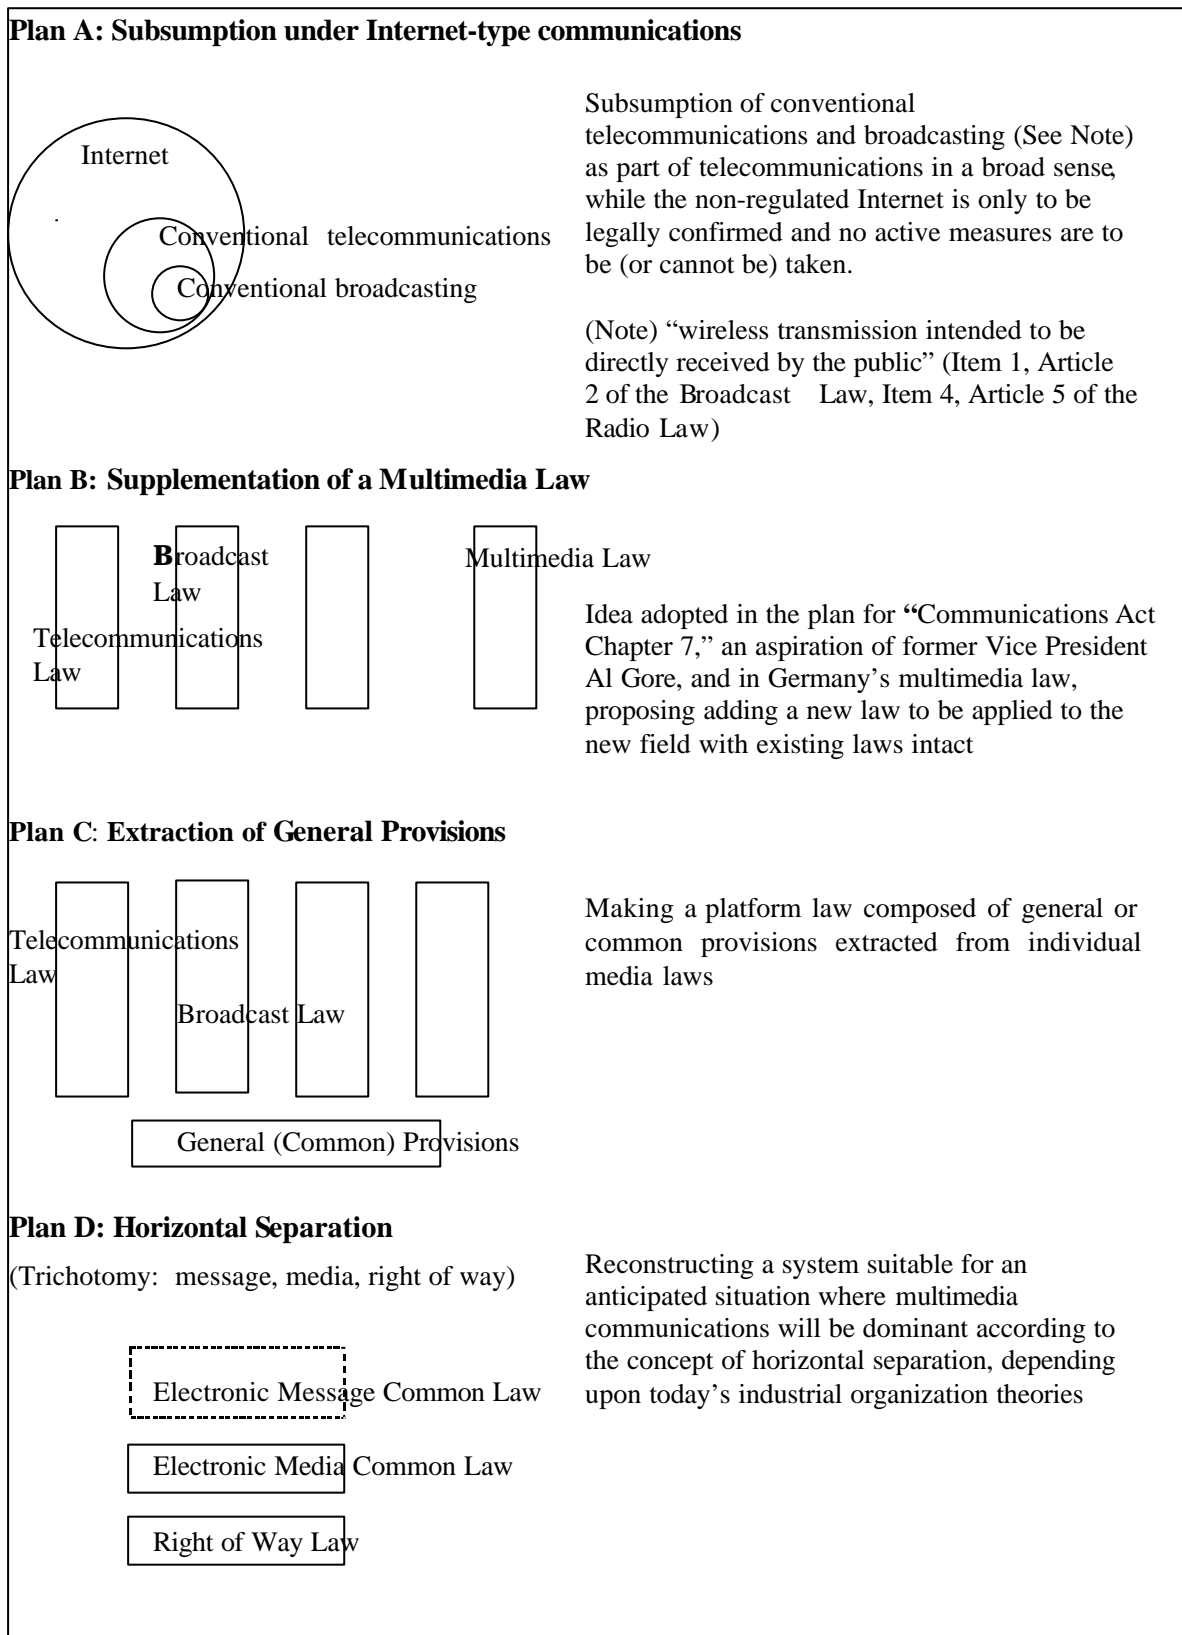 Plan A: Subsumption under Internet-type communications
Internet
Conventional telecommunications
Conventional broadcasting
Subsumption of conventional
telecommunications and broadcasting (See Note)
as part of telecommunications in a broad sense,
while the non-regulated Internet is only to be
legally confirmed and no active measures are to
be (or cannot be) taken.
(Note) “wireless transmission intended to be
directly received by the public” (Item 1, Article
2 of the Broadcast Law, Item 4, Article 5 of the
Radio Law)
Plan B: Supplementation of a Multimedia Law
Broadcast
Law
Multimedia Law
Telecommunications
Law
Idea adopted in the plan for “Communications Act
Chapter 7,” an aspiration of former Vice President
Al Gore, and in Germany’s multimedia law,
proposing adding a new law to be applied to the
new field with existing laws intact
Plan C: Extraction of General Provisions
Telecommunications
Law
Broadcast Law
General (Common) Provisions
Making a platform law composed of general or
common provisions extracted from individual
media laws
Plan D: Horizontal Separation
(Trichotomy: message, media, right of way)
Electronic Message Common Law
Electronic Media Common Law
Right of Way Law
Reconstructing a system suitable for an
anticipated situation where multimedia
communications will be dominant according to
the concept of horizontal separation, depending
upon today’s industrial organization theories